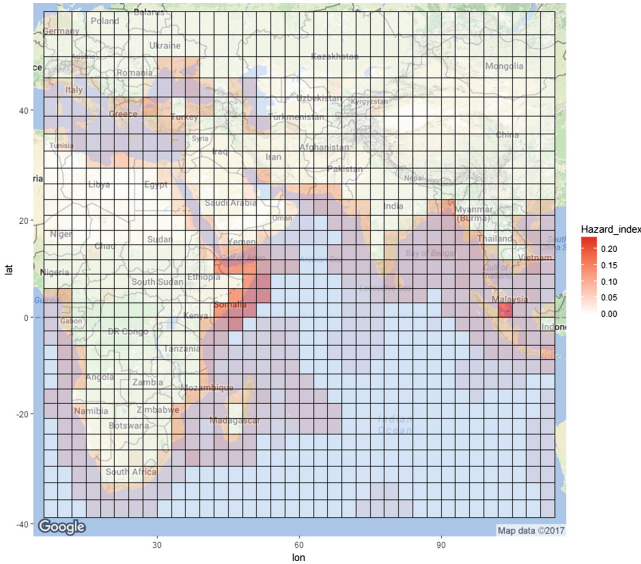 Belarus
Germany
Poland
Ukraine
Kazakhstan
Mongolia
Austria
Romania
Italy
Uzbekistan
Kyrgyzstan
Greece
Turkey
Turkmenistan
China
Tunisia
Syria
Iraq
Iran
Afghanistan
Pakistan
Nepal
Libya
Egypt
Saudi Arabia
Oman
India
Myanmar
(Burma)
Niger
Chad
Sudan
Yemen
Thailand
Vietnam
Bay of Bengal
Nigeria
Ethiopia
South Sudan
Somalia
Malaysia
Gabon
Kenya
DR Congo
Indon
Tanzania
Angola
Zambia
Mozambique
Namibia
Zimbabwe
Madagascar
Botswana
Indian
Ocean
South Africa
Google
Map data ©2017
40
20
0
-20
-40
lat
30
60
90
lon
Hazard_index
0.20
0.15
0.10
0.05
0.00